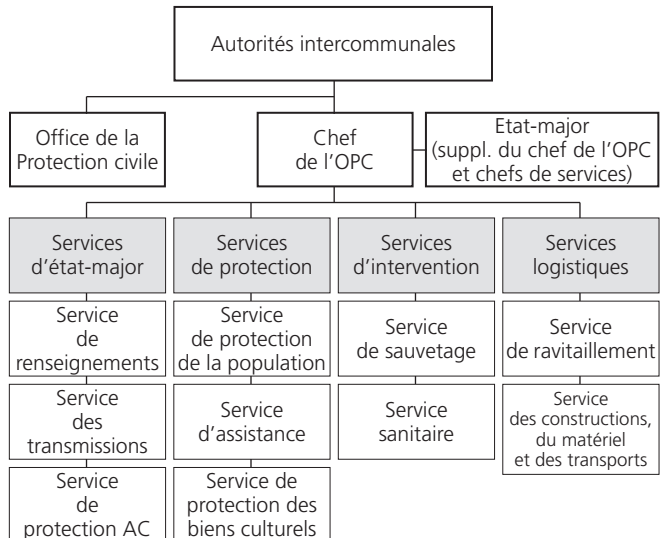 Autorités intercommunales
Office de la
Protection civile
Chef
de l'OPC
Etat-major
(suppl. du chef de l'OPC
et chefs de services)
Services
d'état-major
Services
de protection
Services
d'intervention
Services
logistiques
Service
de
renseignements
Service
de protection
de la population
Service
de sauvetage
Service
de ravitaillement
Service
des
transmissions
Service
d'assistance
Service
sanitaire
Service
des constructions,
du matériel
et des transports
Service
de
protection AC
Service de
protection des
biens culturels